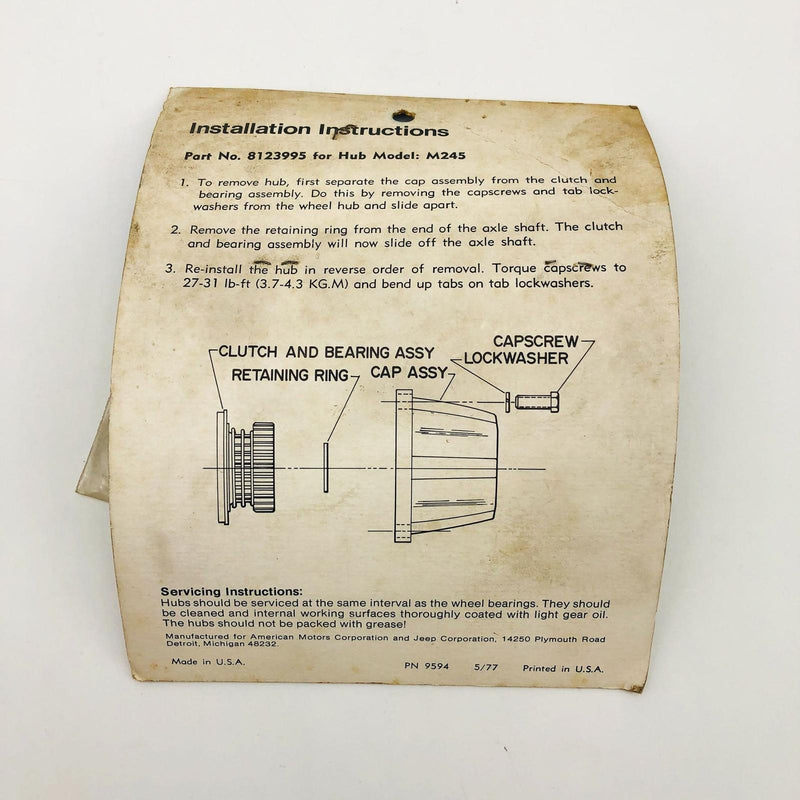 Installation Instructions
Part No. 8123995 for Hub Model: M245
1. To remove hub, first separate the cap assembly from the clutch and
bearing assembly. Do this by removing the capscrews and tab lock-
washers from the wheel hub and slide apart.
2. Remove the retaining ring from the end of the axle shaft. The clutch
and bearing assembly will now slide off the axle shaft.
3. Re-install the hub in reverse order of removal. Torque capscrews to
27-31 lb-ft (3.7-4.3 KG.M) and bend up tabs on tab lockwashers.
CAPSCREW
CLUTCH AND BEARING ASSY
LOCKWASHER
RETAINING RING
CAP ASSY
Servicing Instructions:
Hubs should be serviced at the same interval as the wheel bearings. They should
be cleaned and internal working surfaces thoroughly coated with light gear oil.
The hubs should not be packed with grease!
Manufactured for American Motors Corporation and Jeep Corporation, 14250 Plymouth Road
Detroit, Michigan 48232.
Made in U.S.A. PN 9594 5/77 Printed in U.S.A.